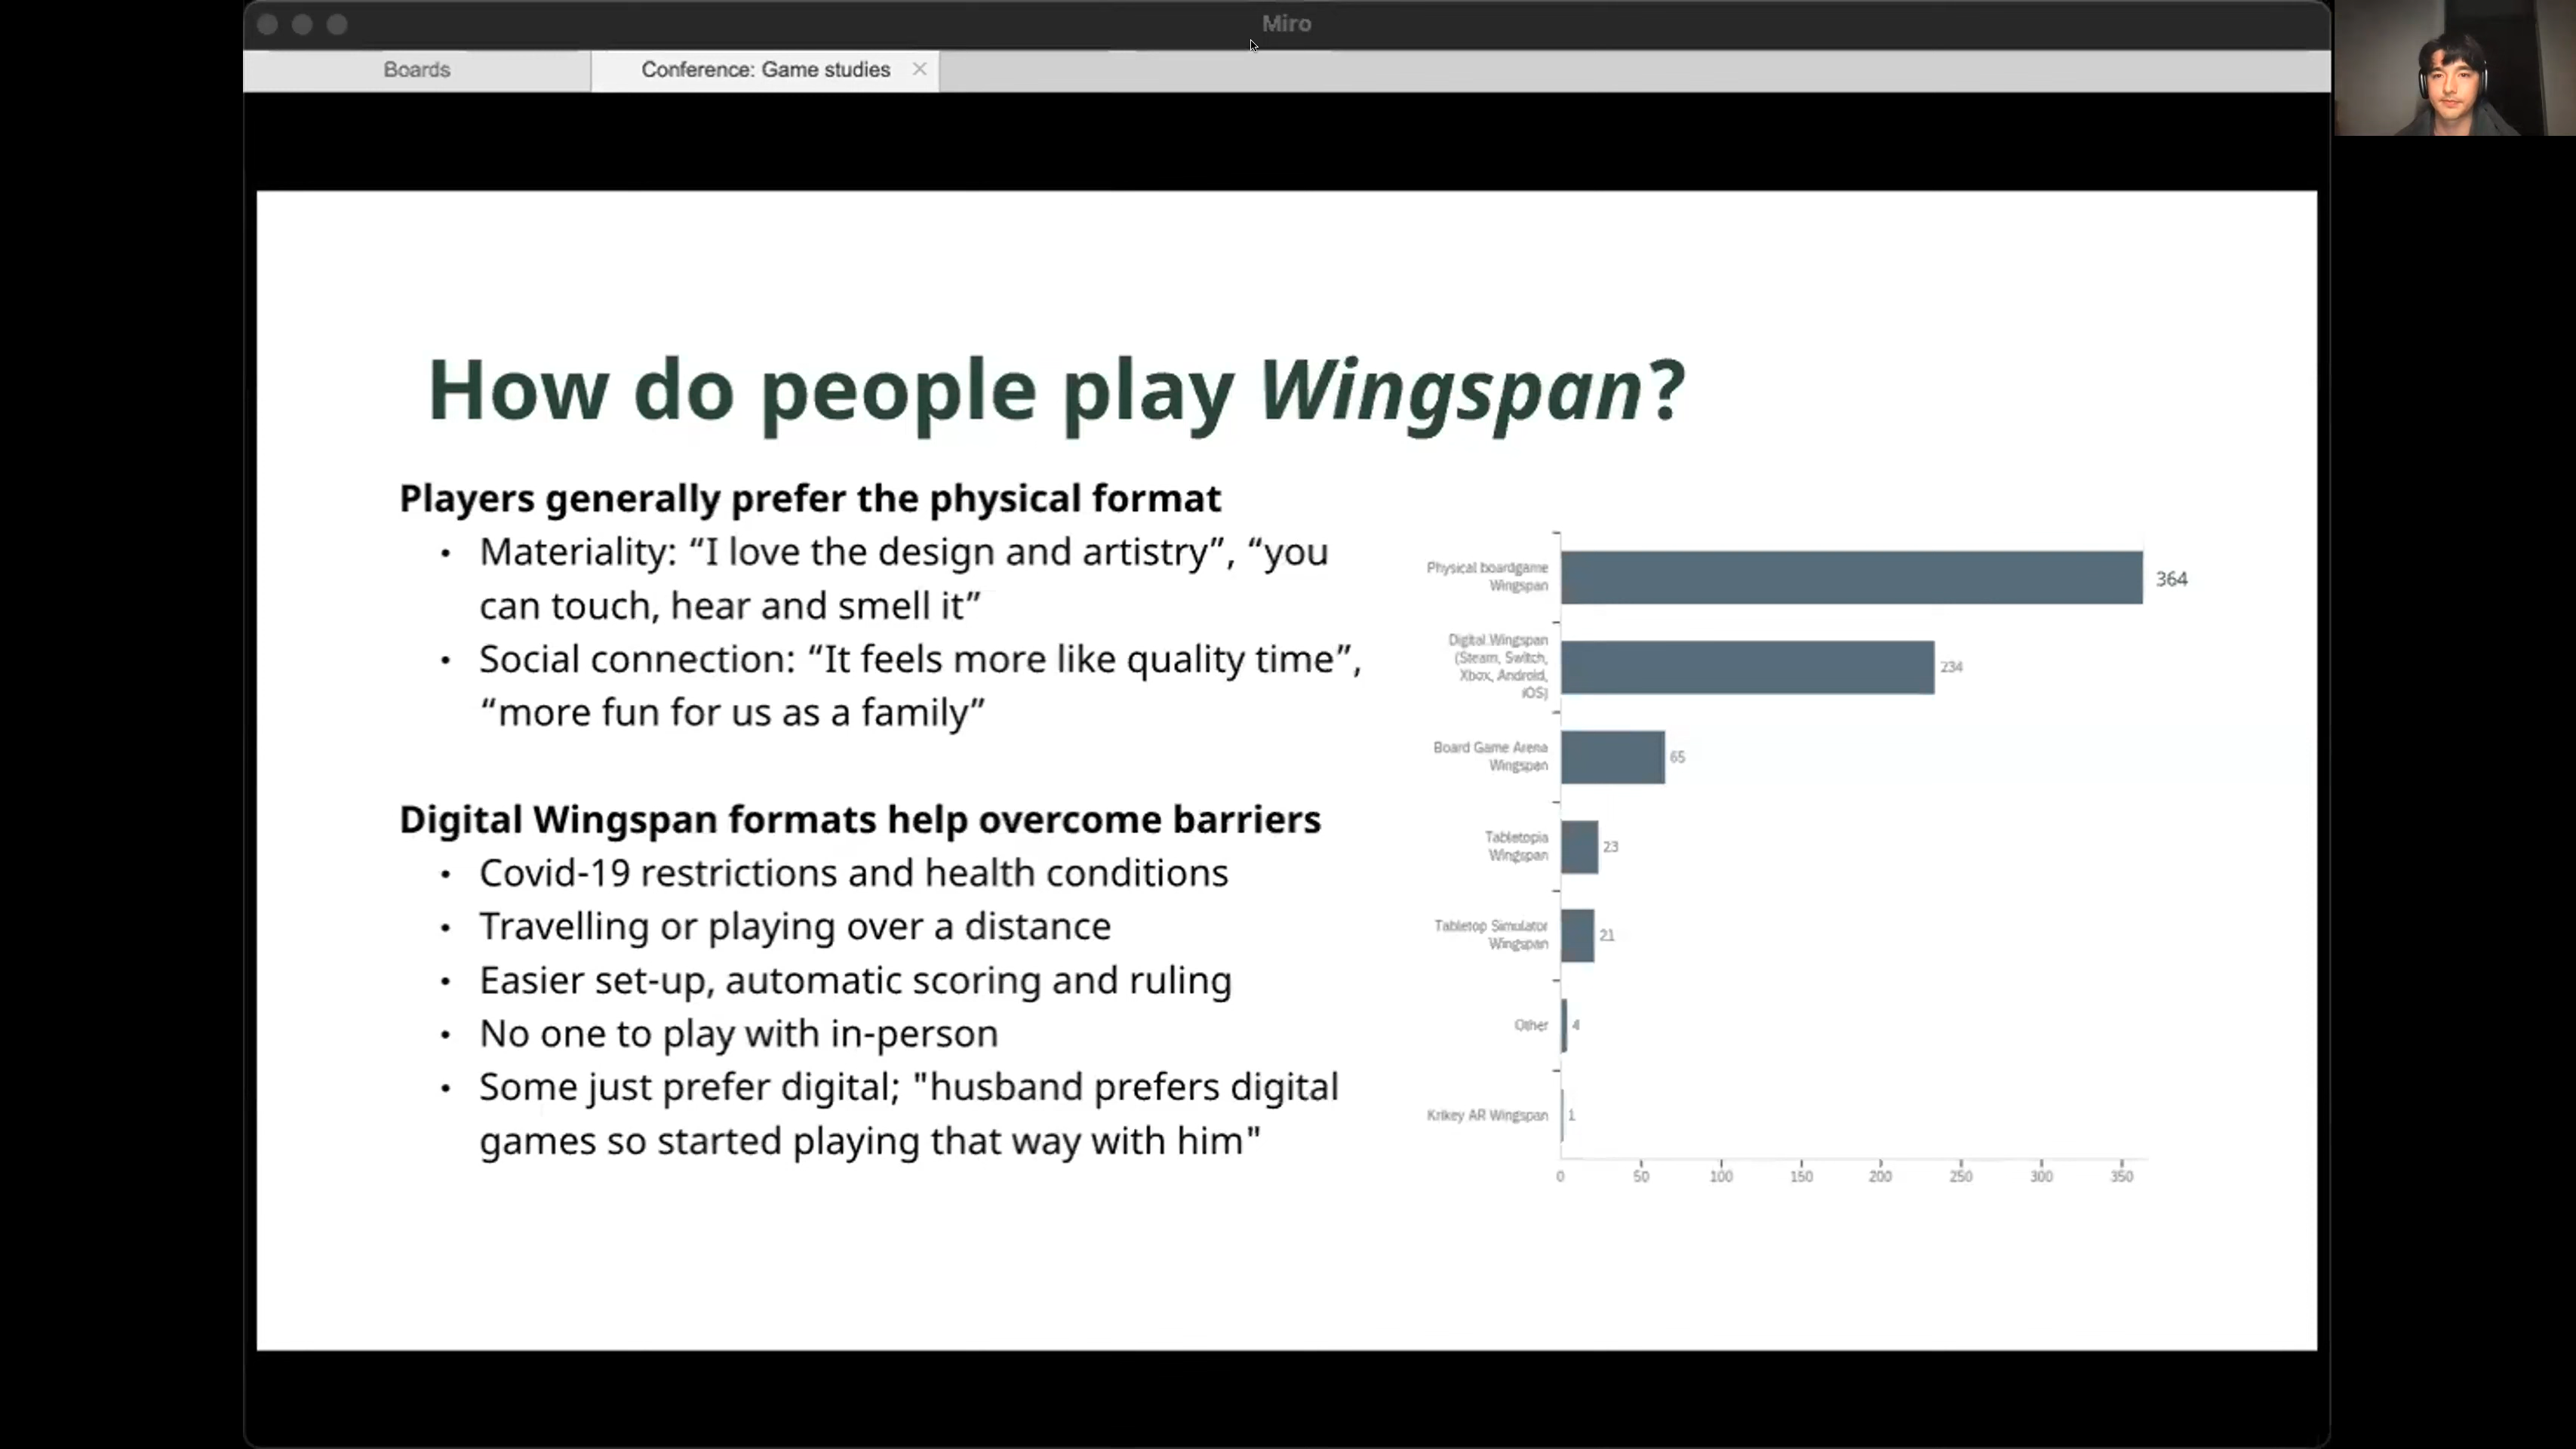 Miro
Boards
Conference: Game studies
How do people play Wingspan?
Players generally prefer the physical format
• Materiality: “I love the design and artistry”, “you
can touch, hear and smell it”
• Social connection: “It feels more like quality time”,
“more fun for us as a family”
Digital Wingspan formats help overcome barriers
• Covid-19 restrictions and health conditions
• Travelling or playing over a distance
• Easier set-up, automatic scoring and ruling
• No one to play with in-person
• Some just prefer digital; "husband prefers digital
games so started playing that way with him"
Physical boardgame
Wingspan
364
Digital Wingspan
(Steam, Switch,
Xbox, Android,
iOS)
234
Board Game Arena
Wingspan
65
Tabletopia
Wingspan
23
Tabletop Simulator
Wingspan
21
Other
4
Krikey AR Wingspan
1
0 50 100 150 200 250 300 350